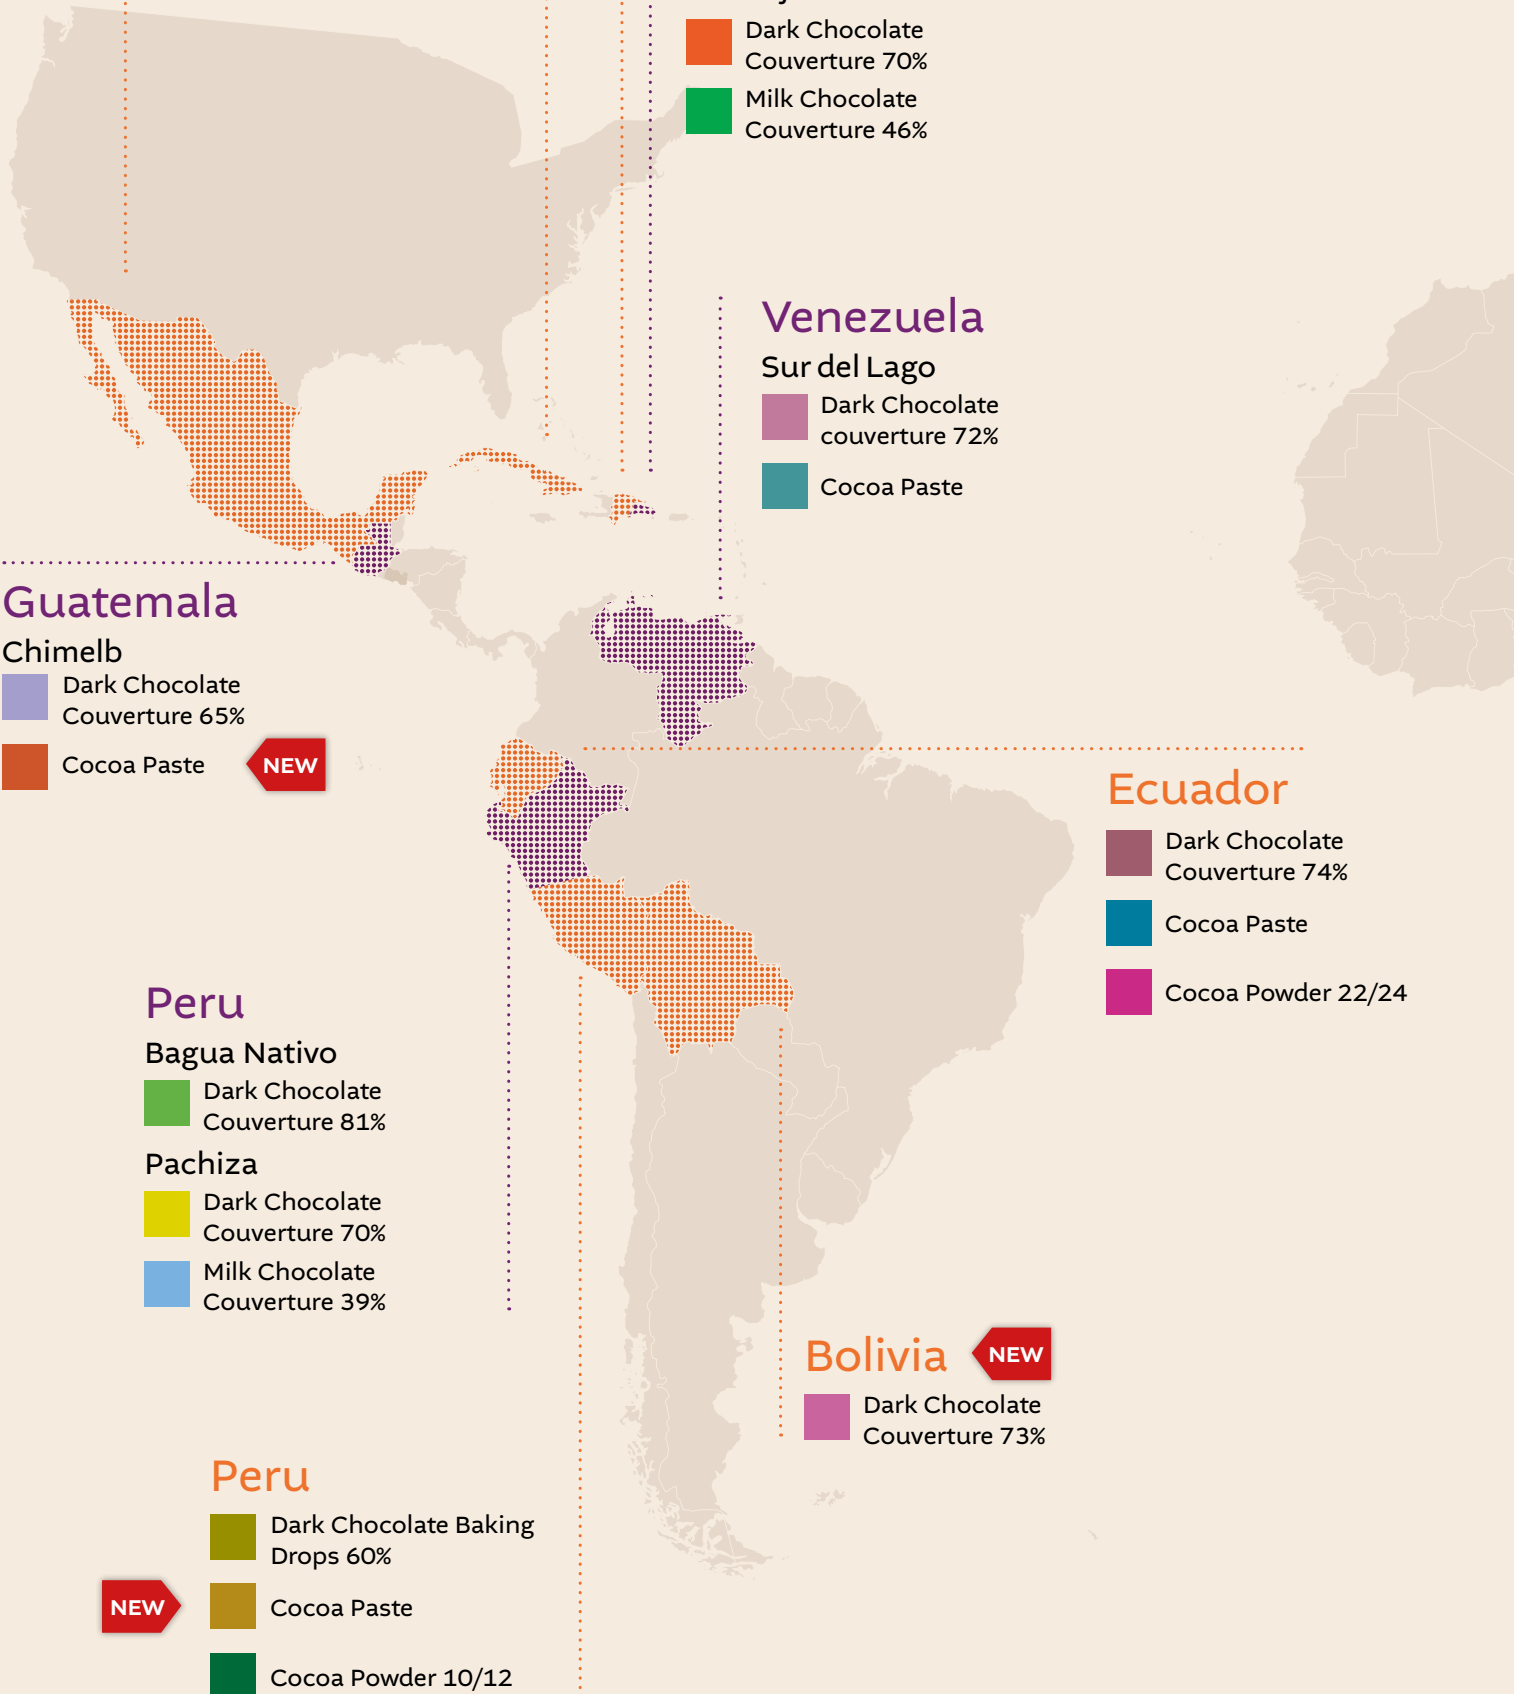 Dark Chocolate
Couverture 70%
Milk Chocolate
Couverture 46%
Venezuela
Sur del Lago
Dark Chocolate
couverture 72%
Cocoa Paste
Guatemala
Chimelb
Dark Chocolate
Couverture 65%
Cocoa Paste
NEW
Ecuador
Dark Chocolate
Couverture 74%
Cocoa Paste
Cocoa Powder 22/24
Peru
Bagua Nativo
Dark Chocolate
Couverture 81%
Pachiza
Dark Chocolate
Couverture 70%
Milk Chocolate
Couverture 39%
Bolivia
NEW
Dark Chocolate
Couverture 73%
Peru
Dark Chocolate Baking
Drops 60%
NEW
Cocoa Paste
Cocoa Powder 10/12